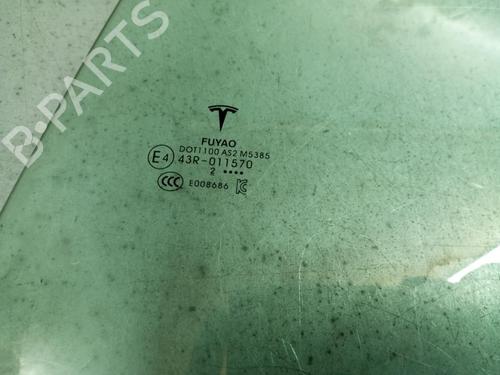 B-PARTS
FUYAO
DOT1100 AS2 M5385
E4 43R-011570
2 ••••
CCC E008686